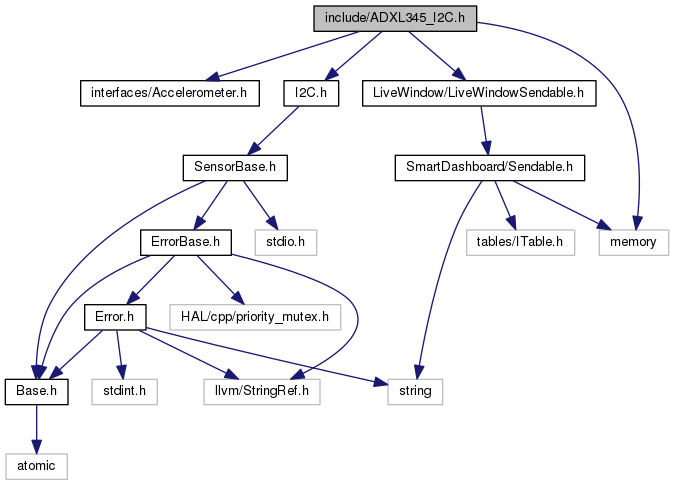 include/ADXL345_I2C.h
interfaces/Accelerometer.h
I2C.h
LiveWindow/LiveWindowSendable.h
SensorBase.h
SmartDashboard/Sendable.h
ErrorBase.h
stdio.h
tables/ITable.h
memory
Error.h
HAL/cpp/priority_mutex.h
Base.h
stdint.h
llvm/StringRef.h
string
atomic